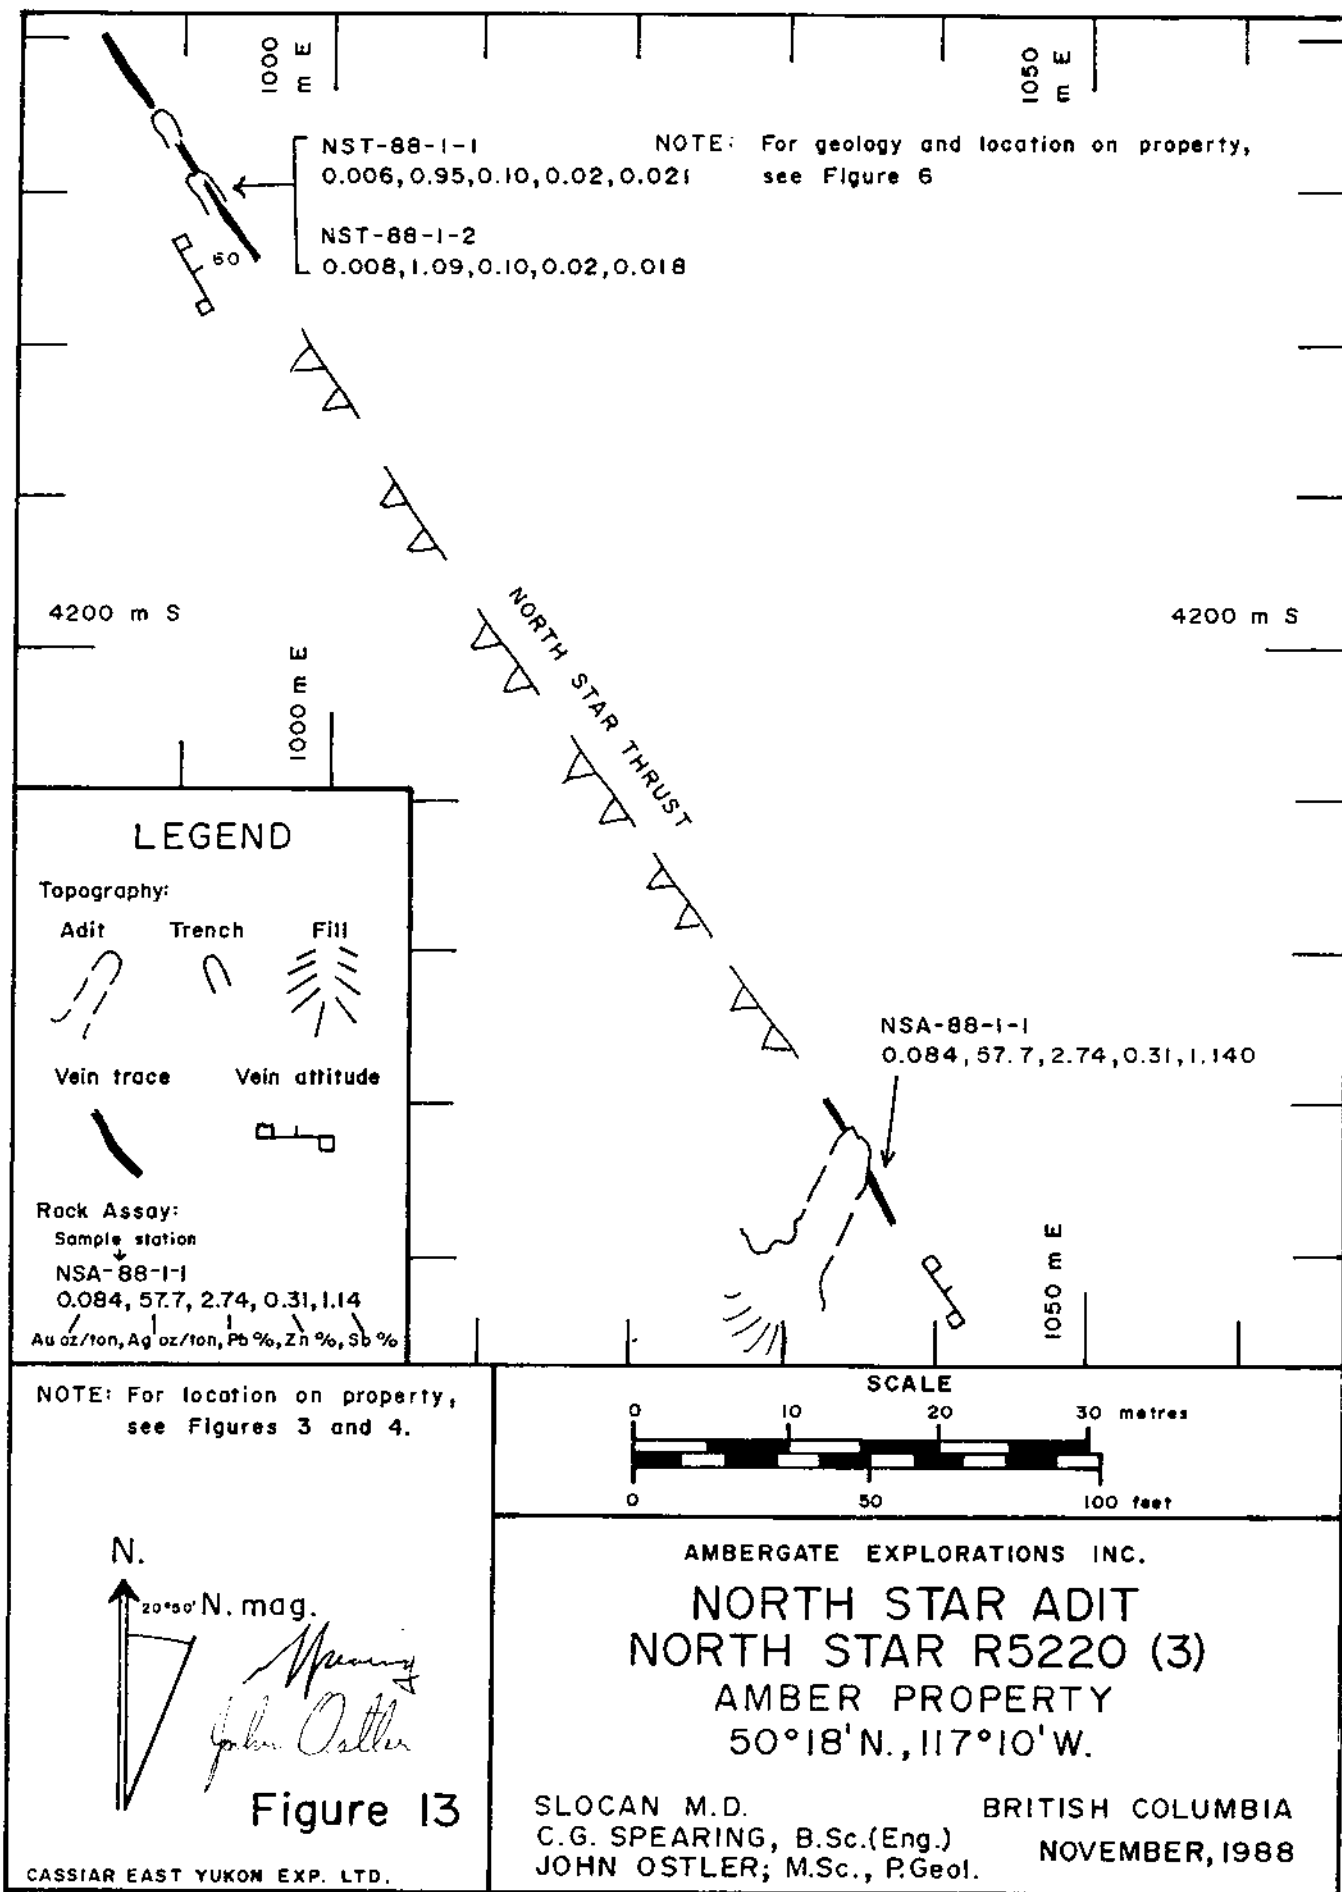 1000
m E
1050
m E
NST-88-1-1
0.006, 0.95, 0.10, 0.02, 0.021
NOTE: For geology and location on property,
see Figure 6
NST-88-1-2
0.008, 1.09, 0.10, 0.02, 0.018
60
4200 m S
4200 m S
NORTH STAR THRUST
1000 m E
LEGEND
Topography:
Adit Trench Fill
Vein trace Vein attitude
Rock Assay:
Sample station
NSA-88-1-1
0.084, 57.7, 2.74, 0.31, 1.14
Au oz/ton, Ag oz/ton, Pb %, Zn %, Sb %
NSA-88-1-1
0.084, 57.7, 2.74, 0.31, 1.140
1050 m E
NOTE: For location on property,
see Figures 3 and 4.
SCALE
0 10 20 30 metres
0 50 100 feet
N.
20°50' N. mag.
Spearing
John Ostler
Figure 13
CASSIAR EAST YUKON EXP. LTD.
AMBERGATE EXPLORATIONS INC.
NORTH STAR ADIT
NORTH STAR R5220 (3)
AMBER PROPERTY
50°18'N., 117°10'W.
SLOCAN M.D. BRITISH COLUMBIA
C.G. SPEARING, B.Sc.(Eng.)
NOVEMBER, 1988
JOHN OSTLER; M.Sc., P.Geol.